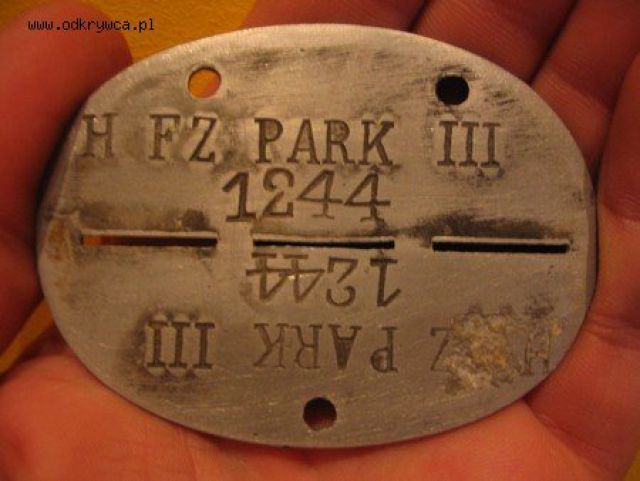 www.odkrywca.pl
H FZ PARK III
1244
1244
H Z PARK III